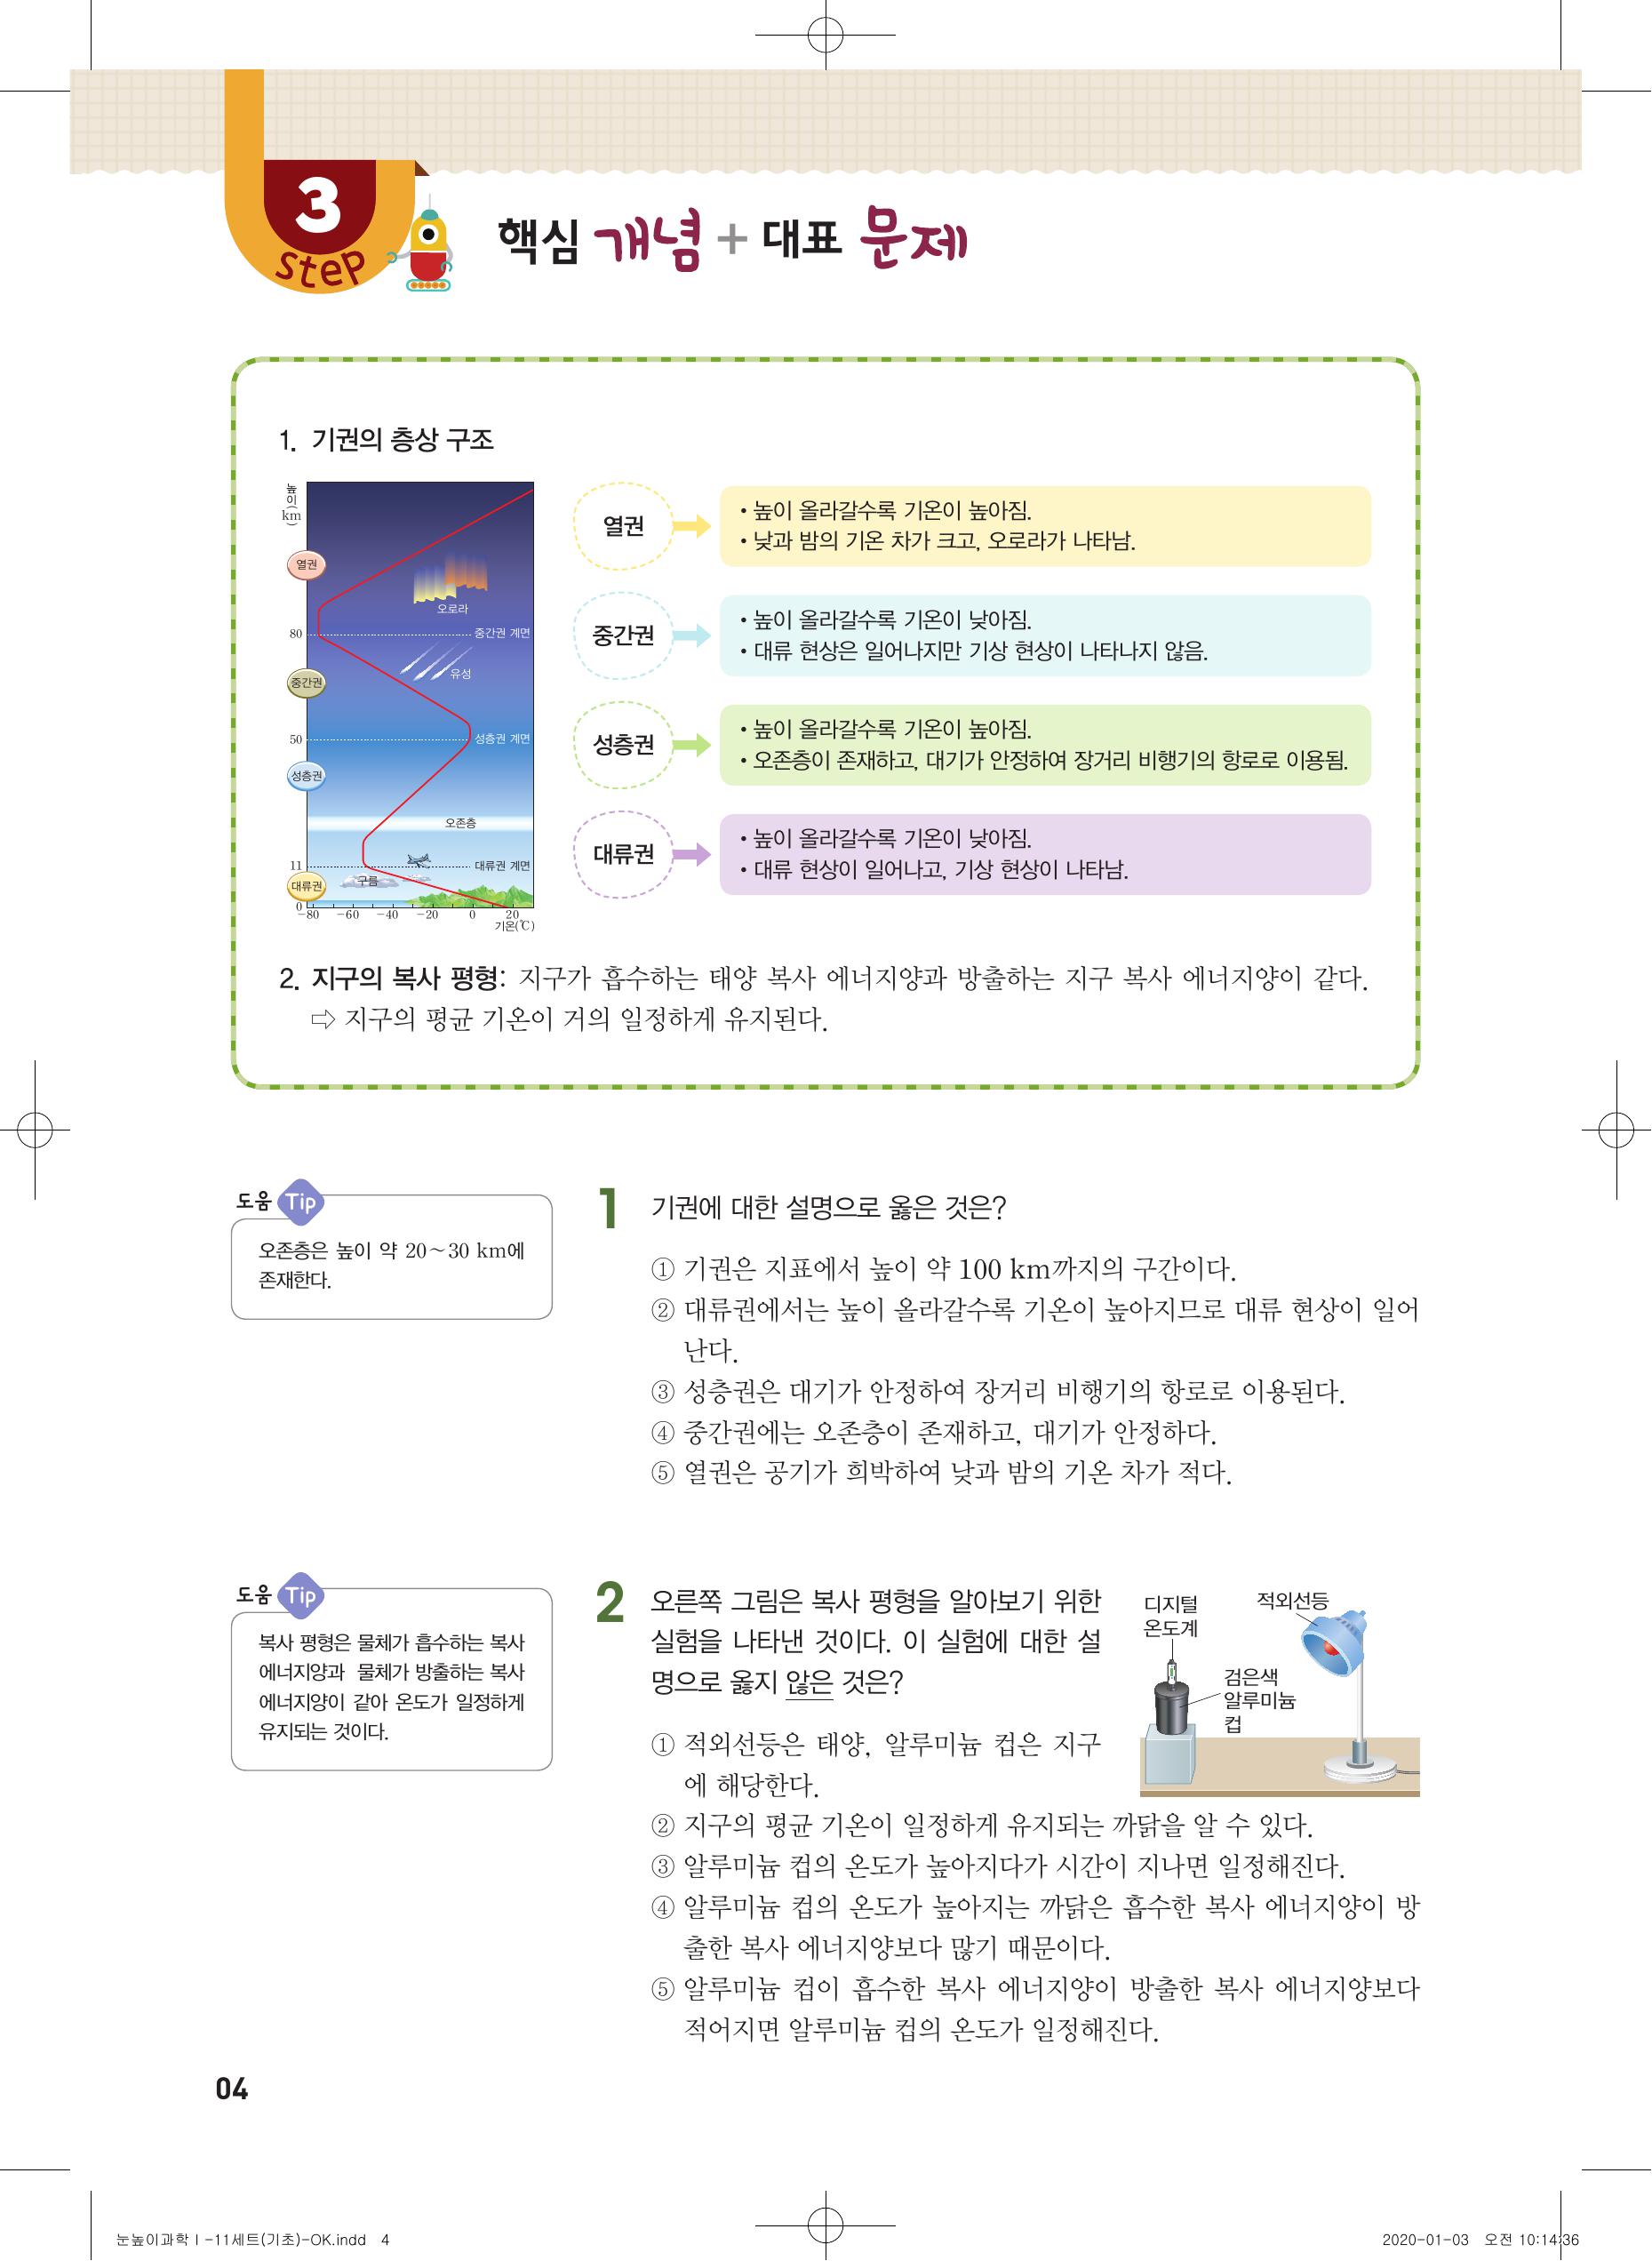 3
step
핵심 개념 + 대표 문제
1. 기권의 층상 구조
높이(km)
열권
오로라
80
중간권 계면
유성
중간권
50
성층권 계면
성층권
오존층
11
대류권 계면
구름
대류권
0
-80 -60 -40 -20 0 20
기온(℃)
열권
• 높이 올라갈수록 기온이 높아짐.
• 낮과 밤의 기온 차가 크고, 오로라가 나타남.
중간권
• 높이 올라갈수록 기온이 낮아짐.
• 대류 현상은 일어나지만 기상 현상이 나타나지 않음.
성층권
• 높이 올라갈수록 기온이 높아짐.
• 오존층이 존재하고, 대기가 안정하여 장거리 비행기의 항로로 이용됨.
대류권
• 높이 올라갈수록 기온이 낮아짐.
• 대류 현상이 일어나고, 기상 현상이 나타남.
2. 지구의 복사 평형: 지구가 흡수하는 태양 복사 에너지양과 방출하는 지구 복사 에너지양이 같다.
⇨ 지구의 평균 기온이 거의 일정하게 유지된다.
도움 Tip
오존층은 높이 약 20~30 km에
존재한다.
1 기권에 대한 설명으로 옳은 것은?
① 기권은 지표에서 높이 약 100 km까지의 구간이다.
② 대류권에서는 높이 올라갈수록 기온이 높아지므로 대류 현상이 일어
난다.
③ 성층권은 대기가 안정하여 장거리 비행기의 항로로 이용된다.
④ 중간권에는 오존층이 존재하고, 대기가 안정하다.
⑤ 열권은 공기가 희박하여 낮과 밤의 기온 차가 적다.
도움 Tip
복사 평형은 물체가 흡수하는 복사
에너지양과 물체가 방출하는 복사
에너지양이 같아 온도가 일정하게
유지되는 것이다.
2 오른쪽 그림은 복사 평형을 알아보기 위한
실험을 나타낸 것이다. 이 실험에 대한 설
명으로 옳지 않은 것은?
디지털
온도계
적외선등
검은색
알루미늄
컵
① 적외선등은 태양, 알루미늄 컵은 지구
에 해당한다.
② 지구의 평균 기온이 일정하게 유지되는 까닭을 알 수 있다.
③ 알루미늄 컵의 온도가 높아지다가 시간이 지나면 일정해진다.
④ 알루미늄 컵의 온도가 높아지는 까닭은 흡수한 복사 에너지양이 방
출한 복사 에너지양보다 많기 때문이다.
⑤ 알루미늄 컵이 흡수한 복사 에너지양이 방출한 복사 에너지양보다
적어지면 알루미늄 컵의 온도가 일정해진다.
04
눈높이과학Ⅰ-11세트(기초)-OK.indd 4
2020-01-03 오전 10:14:36